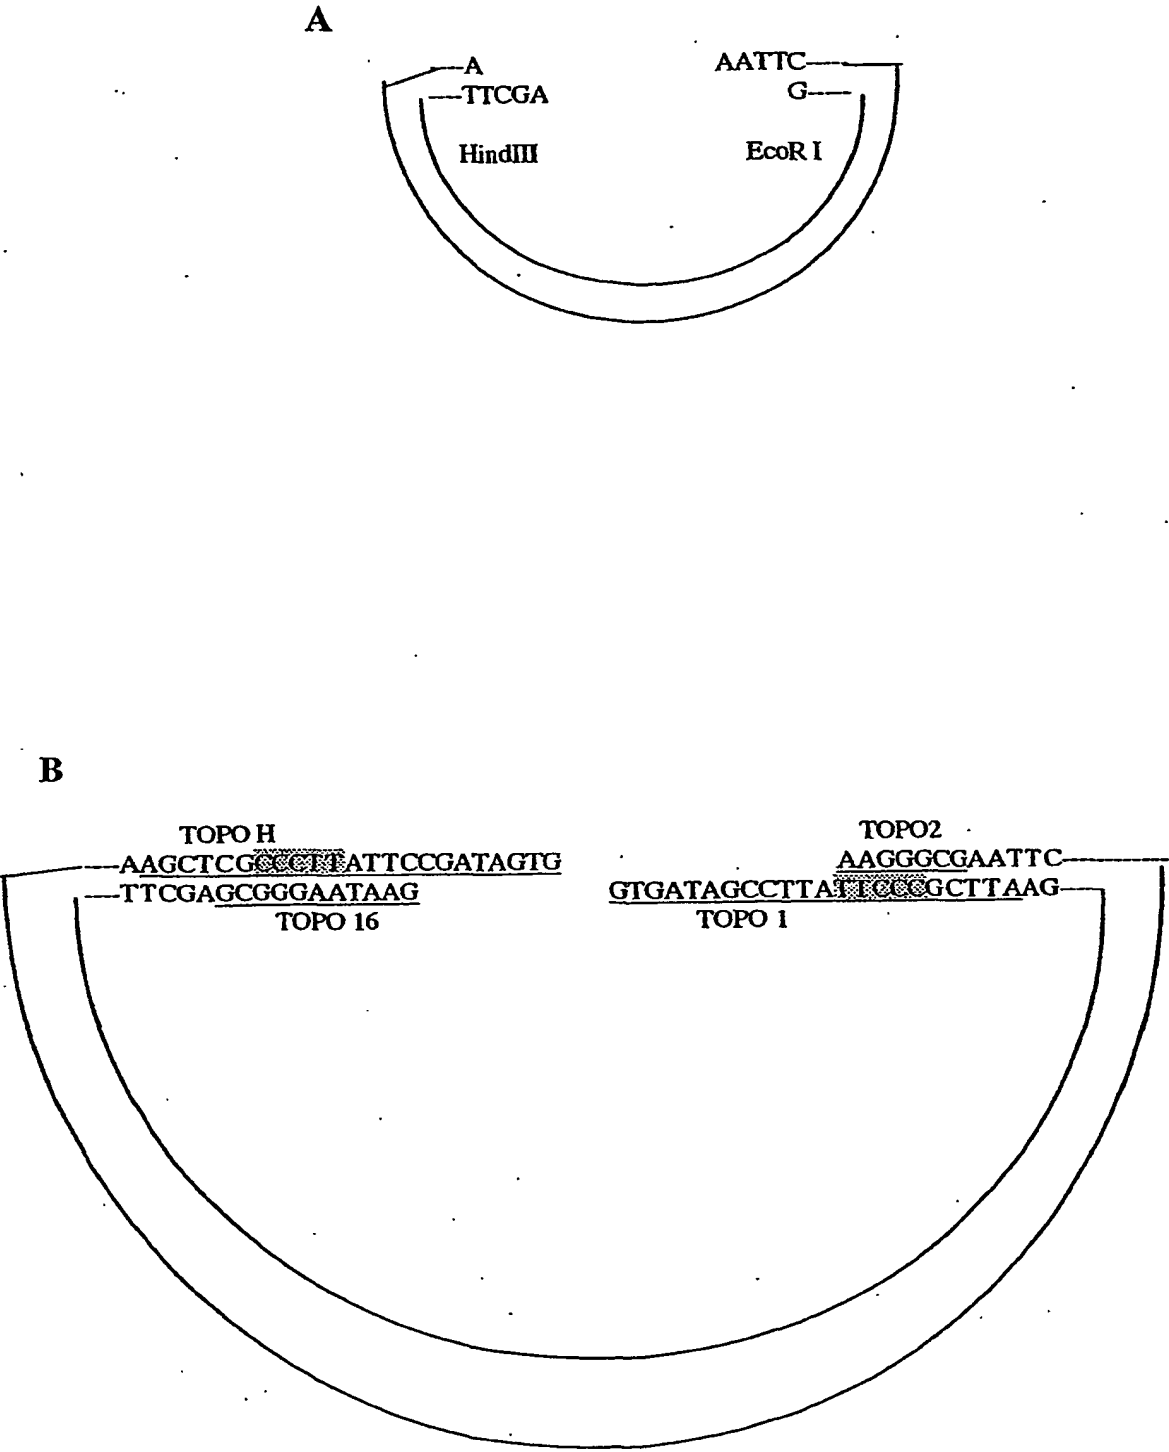 A
----A AATTC----
----TTCGA G----
HindIII EcoR I
B
TOPO H TOPO2
----AAGCTCGCCCTTATTCCGATAGTG AAGGGCGAATTC----------
----TTCGAGCGGGAATAAG GTGATAGCCTTATTCCCGCTTAAG----
TOPO 16 TOPO 1